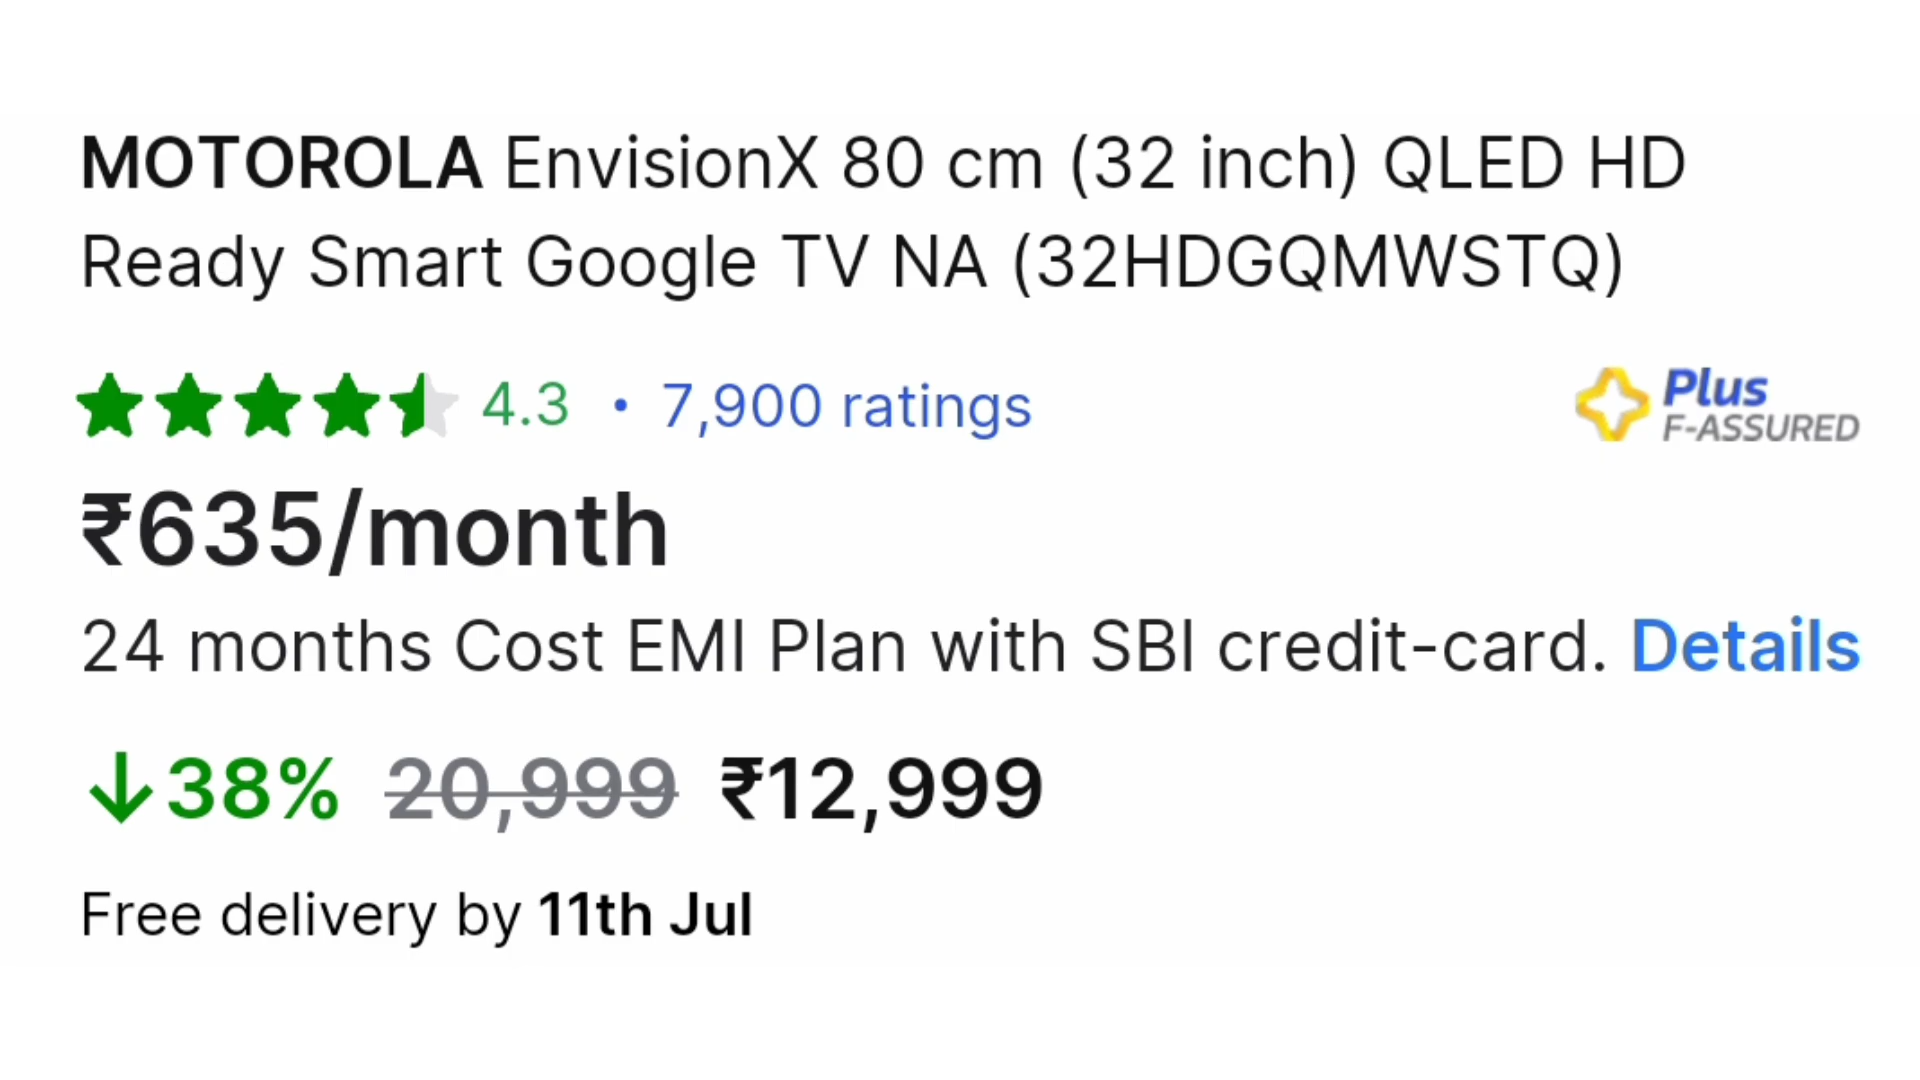 MOTOROLA EnvisionX 80 cm (32 inch) QLED HD
Ready Smart Google TV NA (32HDGQMWSTQ)
4.3 • 7,900 ratings
Plus
F-ASSURED
₹635/month
24 months Cost EMI Plan with SBI credit-card. Details
↓38% 20,999 ₹12,999
Free delivery by 11th Jul